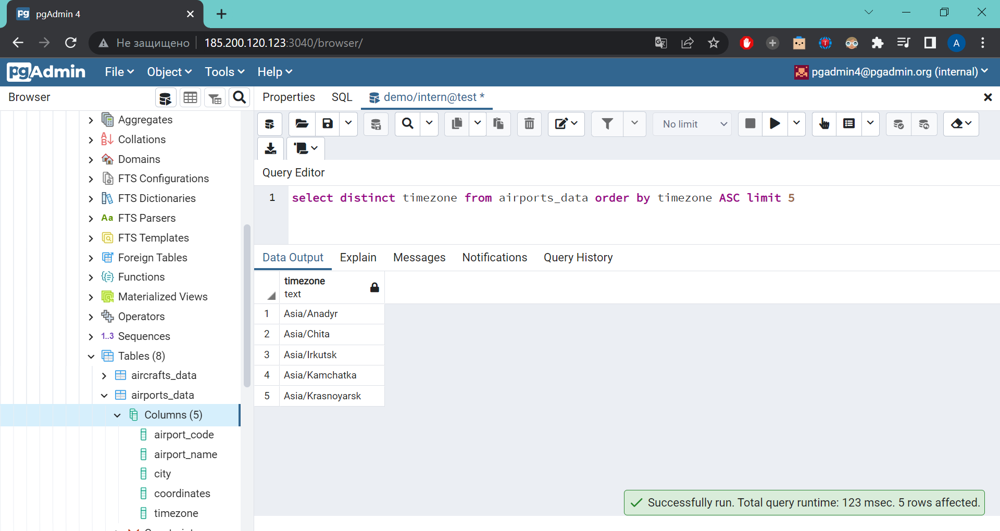 pgAdmin 4
Не защищено 185.200.120.123:3040/browser/
pgAdmin File Object Tools Help pgadmin4@pgadmin.org (internal)
Browser
Properties SQL demo/intern@test *
No limit
Query Editor
1 select distinct timezone from airports_data order by timezone ASC limit 5
Data Output Explain Messages Notifications Query History
timezone
text
1 Asia/Anadyr
2 Asia/Chita
3 Asia/Irkutsk
4 Asia/Kamchatka
5 Asia/Krasnoyarsk
Aggregates
Collations
Domains
FTS Configurations
FTS Dictionaries
Aa FTS Parsers
FTS Templates
Foreign Tables
Functions
Materialized Views
Operators
1..3 Sequences
Tables (8)
aircrafts_data
airports_data
Columns (5)
airport_code
airport_name
city
coordinates
timezone
Successfully run. Total query runtime: 123 msec. 5 rows affected.